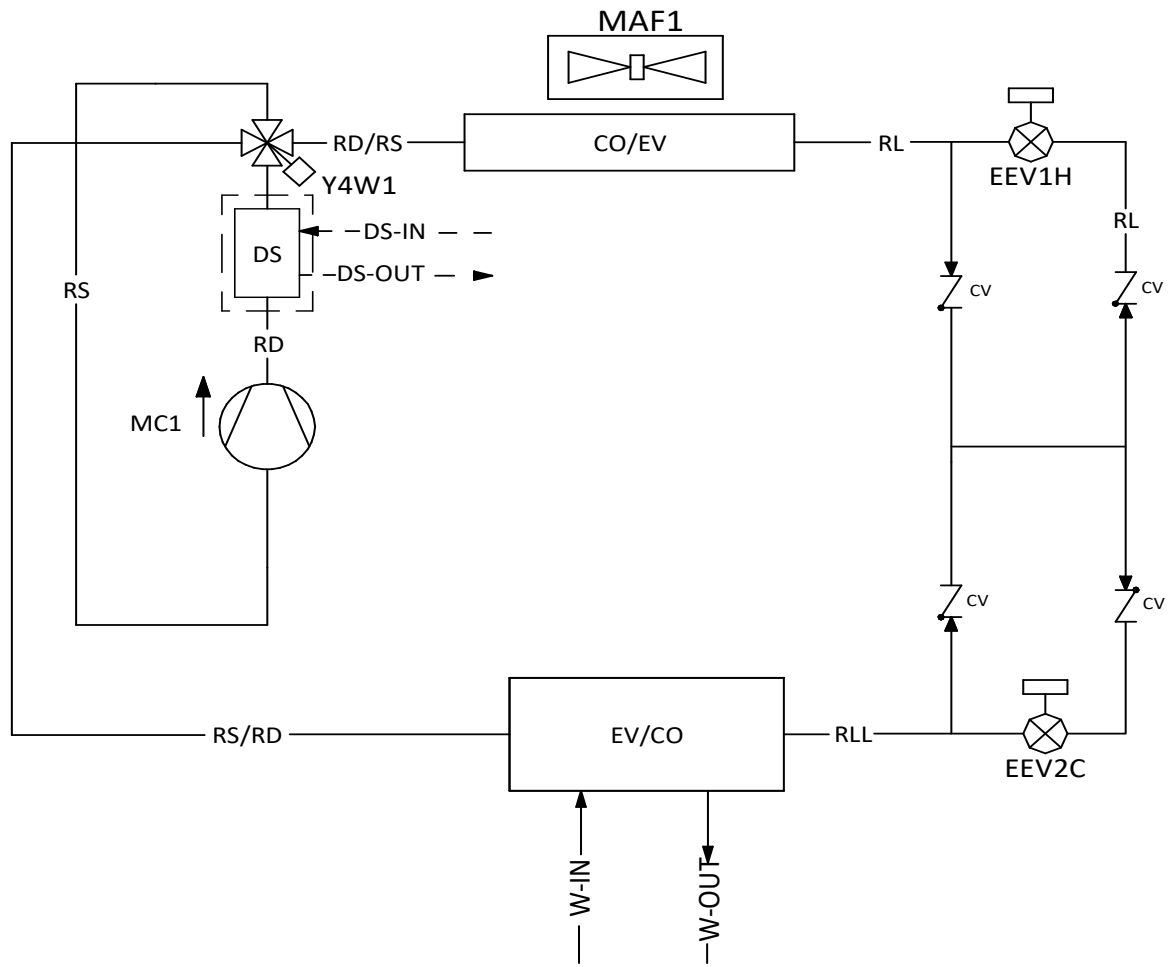 MAF1
RD/RS
CO/EV
RL
EEV1H
Y4W1
RL
DS-IN
DS
DS-OUT
RS
CV
CV
RD
MC1
CV
CV
RS/RD
EV/CO
RLL
EEV2C
W-IN
W-OUT